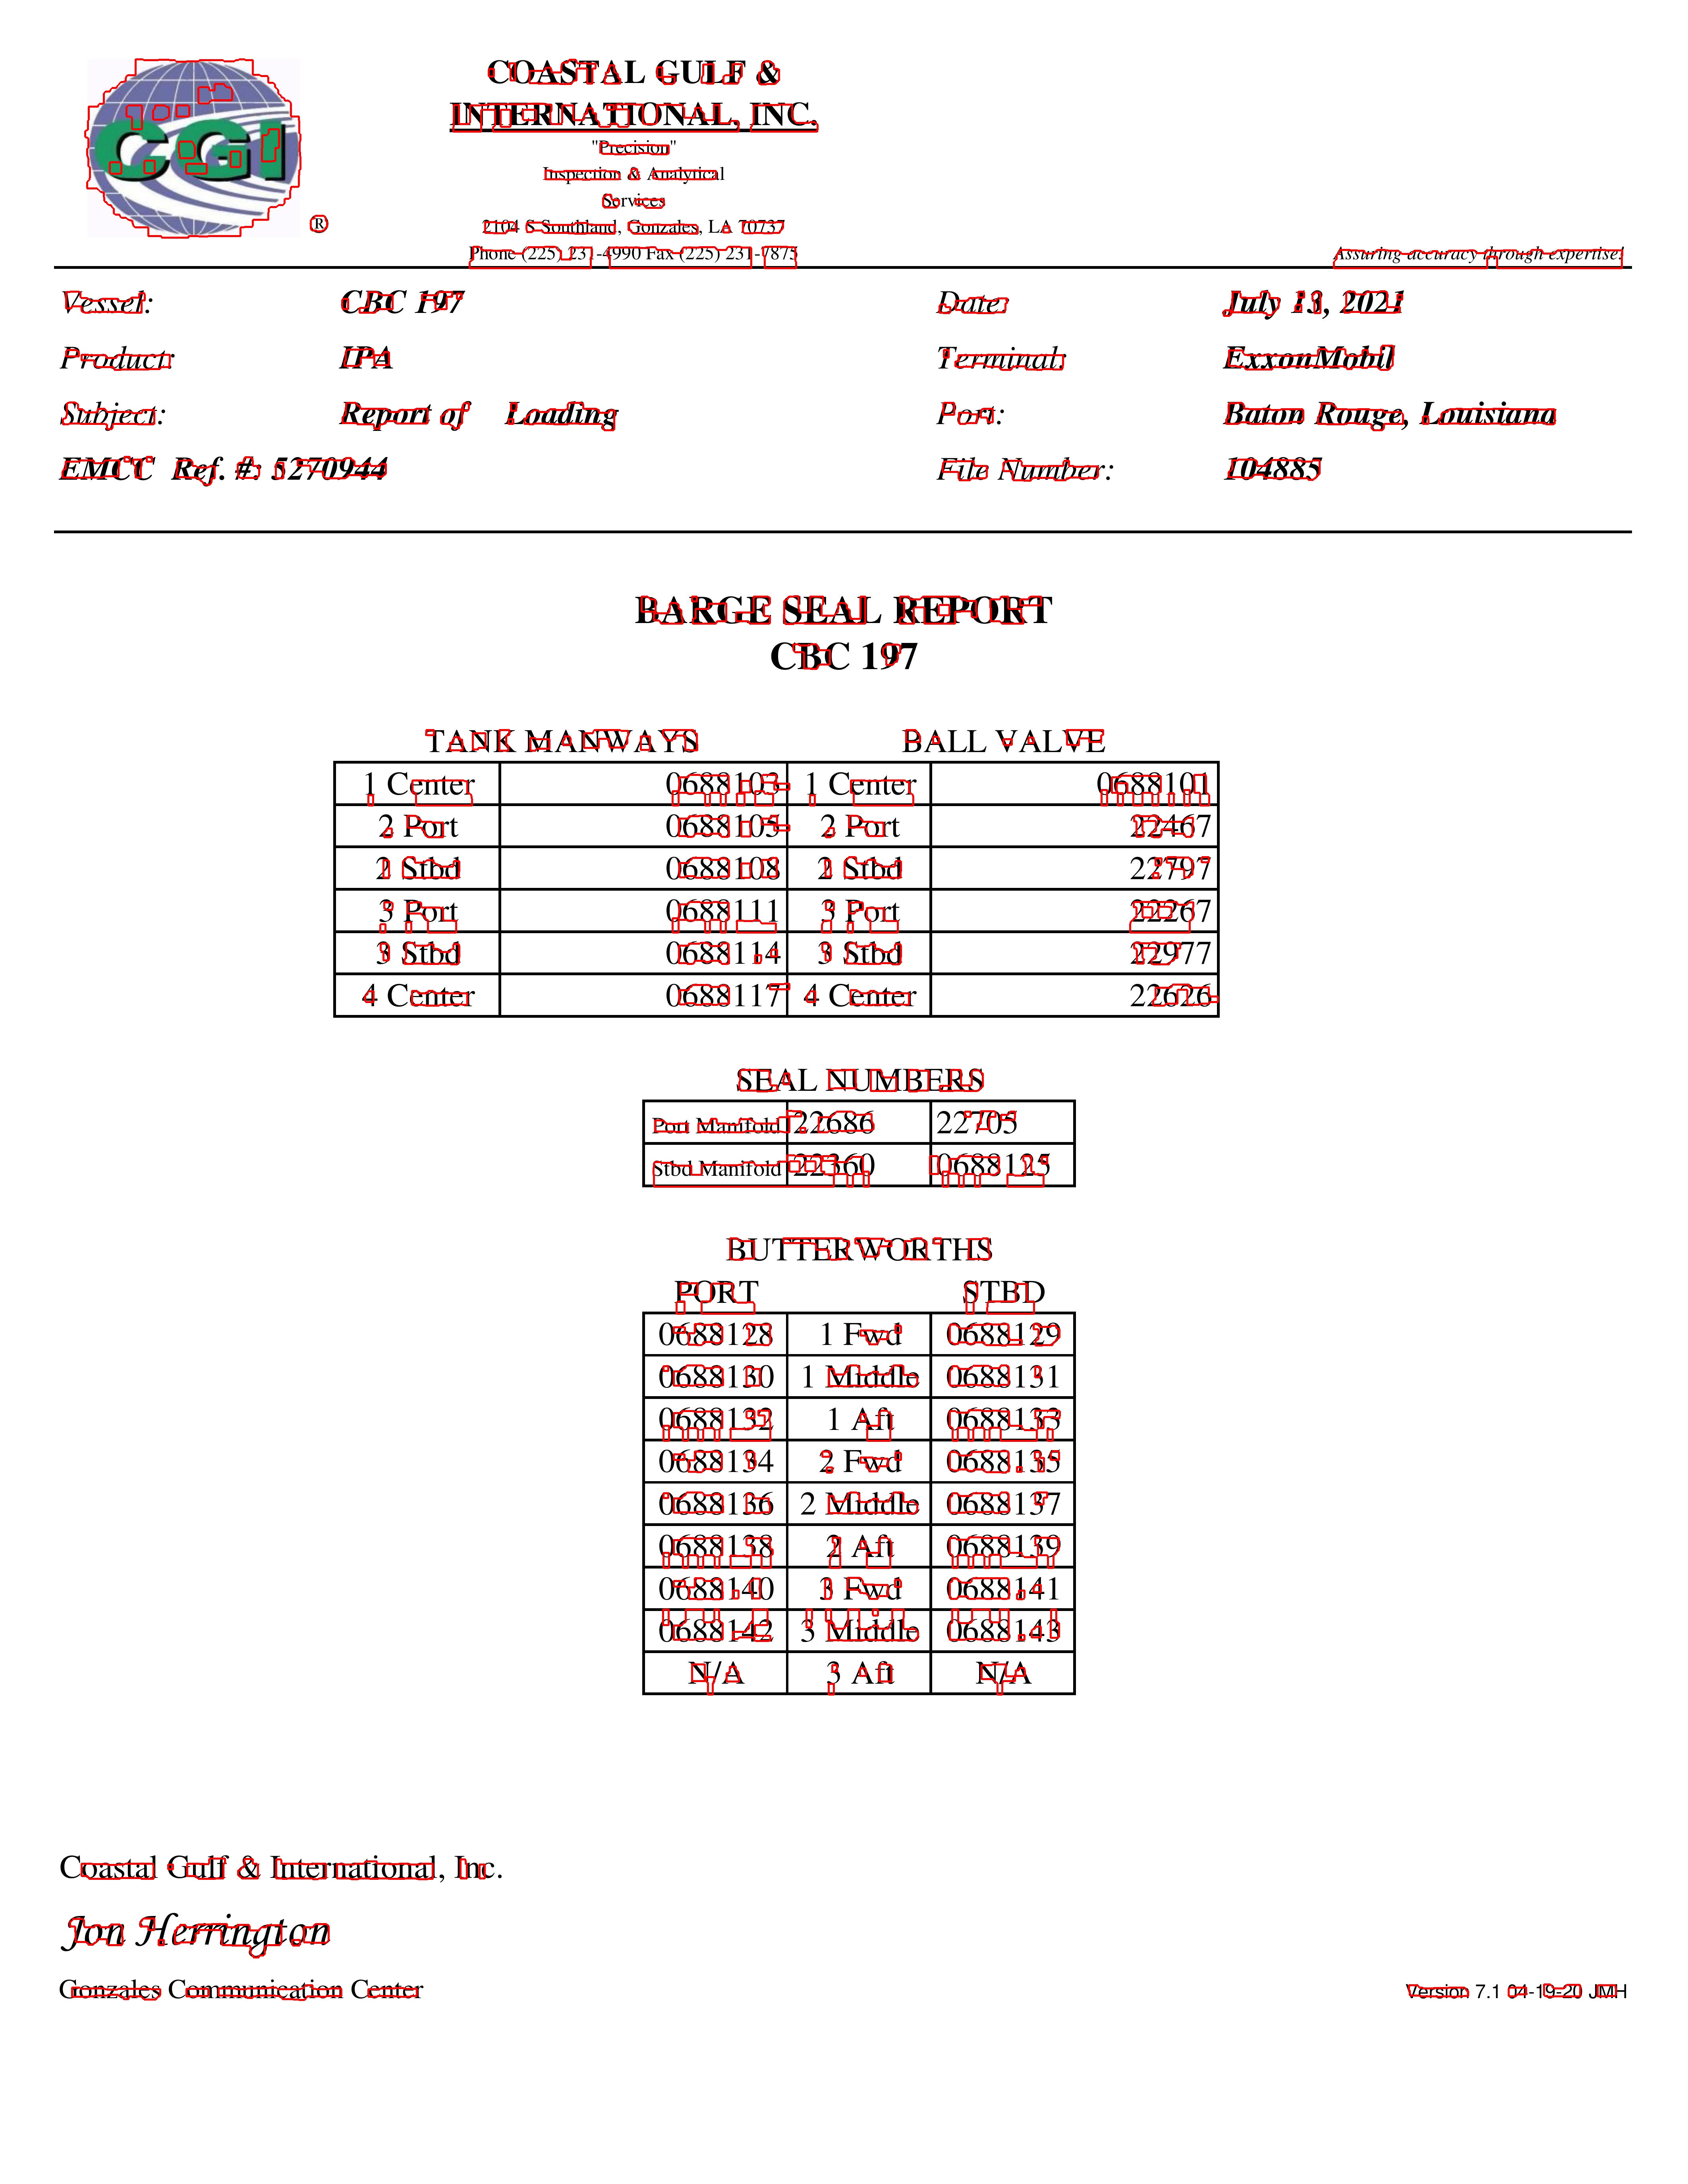 CGI
®
COASTAL GULF &
INTERNATIONAL, INC.
"Precision"
Inspection & Analytical
Services
2104 S Southland, Gonzales, LA 70737
Phone (225) 231-4990 Fax (225) 231-7875
Assuring accuracy through expertise!
Vessel: CBC 197 Date: July 13, 2021
Product: IPA Terminal: ExxonMobil
Subject: Report of Loading Port: Baton Rouge, Louisiana
EMCC Ref. #: 5270944 File Number: 104885
BARGE SEAL REPORT
CBC 197
TANK MANWAYS BALL VALVE
1 Center 0688103 1 Center 0688101
2 Port 0688105 2 Port 22467
2 Stbd 0688108 2 Stbd 22797
3 Port 0688111 3 Port 22267
3 Stbd 0688114 3 Stbd 22977
4 Center 0688117 4 Center 22626
SEAL NUMBERS
Port Manifold 22686 22705
Stbd Manifold 22360 0688125
BUTTERWORTHS
PORT STBD
0688128 1 Fwd 0688129
0688130 1 Middle 0688131
0688132 1 Aft 0688133
0688134 2 Fwd 0688135
0688136 2 Middle 0688137
0688138 2 Aft 0688139
0688140 3 Fwd 0688141
0688142 3 Middle 0688143
N/A 3 Aft N/A
Coastal Gulf & International, Inc.
Jon Herrington
Gonzales Communication Center
Version 7.1 04-19-20 JMH